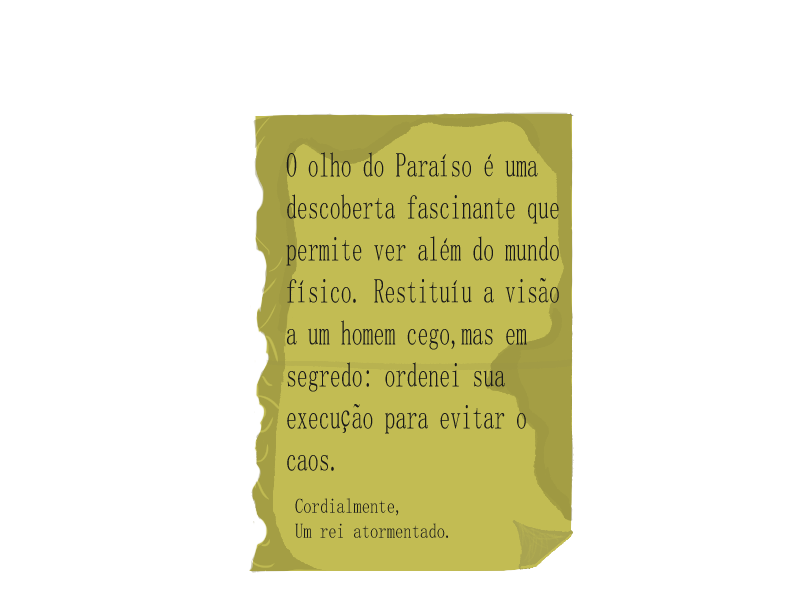 O olho do Paraíso é uma
descoberta fascinante que
permite ver além do mundo
físico. Restituíu a visão
a um homem cego,mas em
segredo: ordenei sua
execução para evitar o
caos.
Cordialmente,
Um rei atormentado.